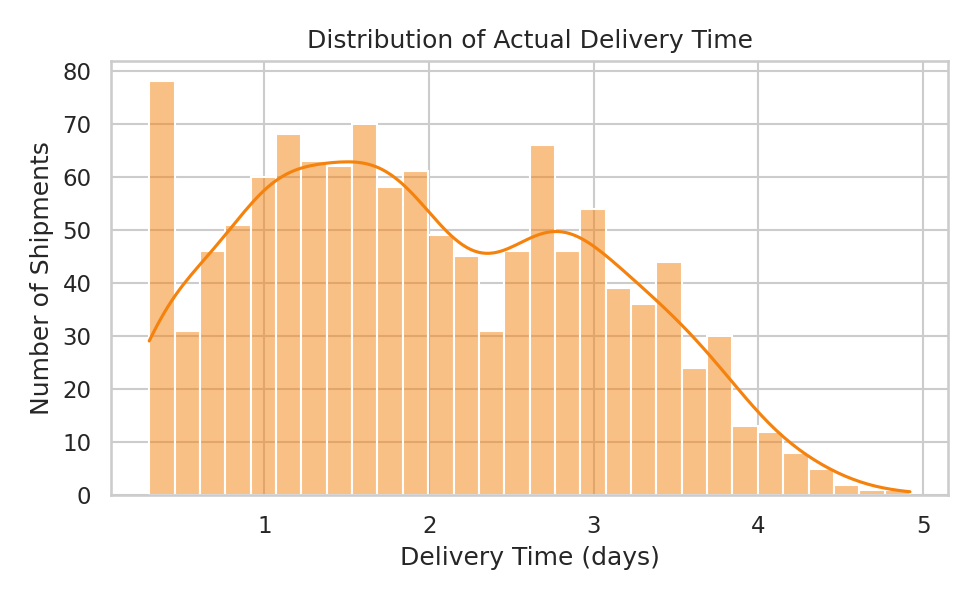 Distribution of Actual Delivery Time
Number of Shipments
80
70
60
50
40
30
20
10
0
1 2 3 4 5
Delivery Time (days)